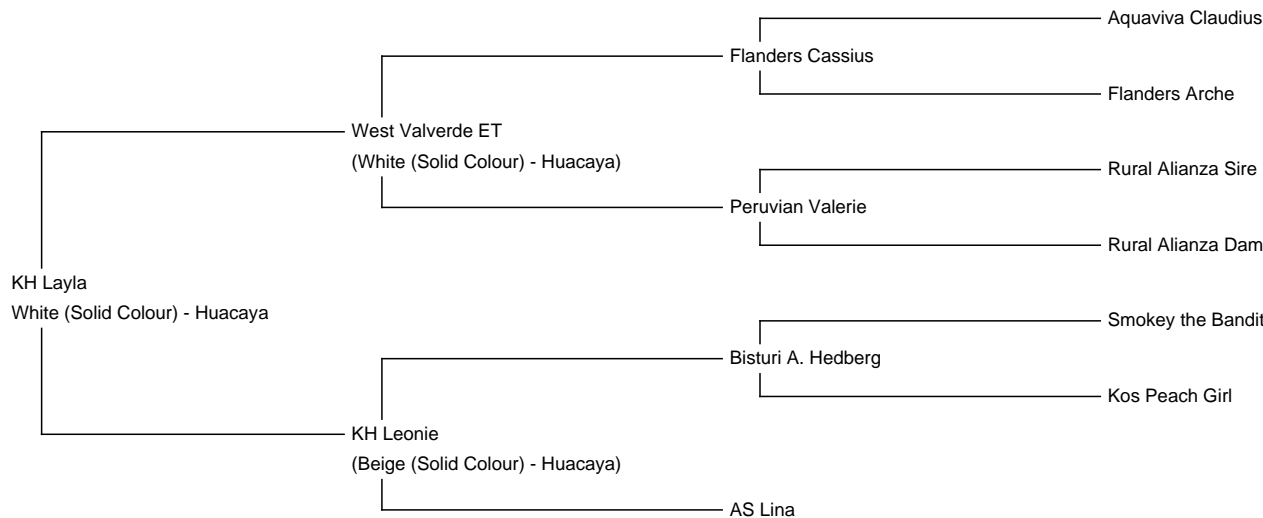 Aquaviva Claudius
Flanders Cassius
Flanders Arche
West Valverde ET
(White (Solid Colour) - Huacaya)
Rural Alianza Sire
Peruvian Valerie
Rural Alianza Dam
KH Layla
White (Solid Colour) - Huacaya
Smokey the Bandit
Bisturi A. Hedberg
Kos Peach Girl
KH Leonie
(Beige (Solid Colour) - Huacaya)
AS Lina